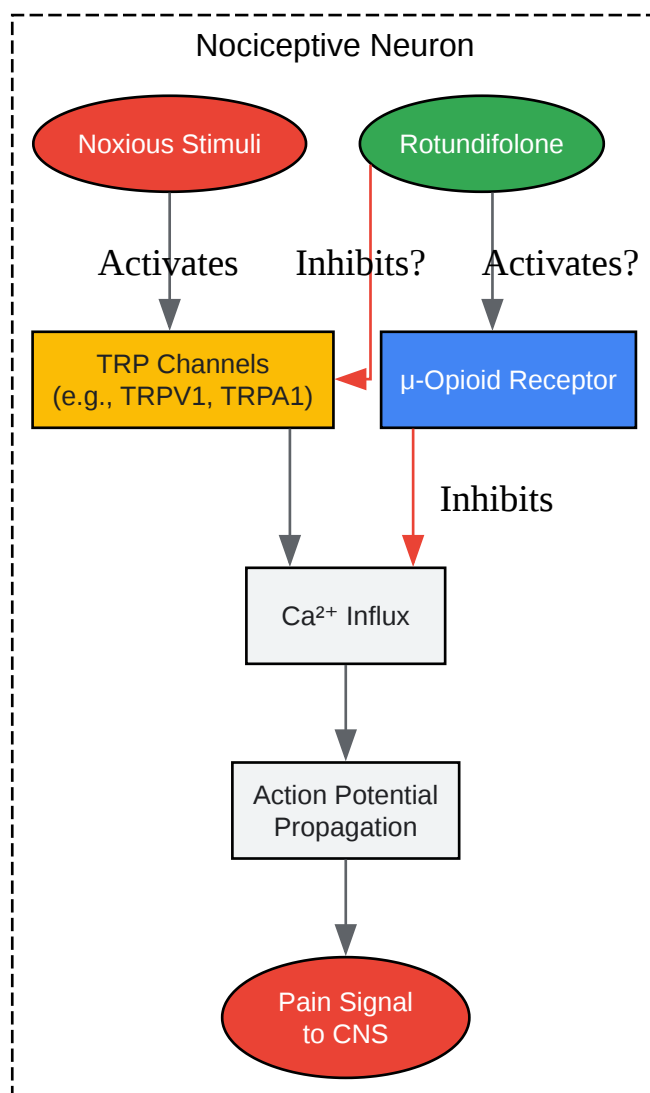 Nociceptive Neuron
Noxious Stimuli
Rotundifolone
Activates
Inhibits?
Activates?
TRP Channels
(e.g., TRPV1, TRPA1)
μ-Opioid Receptor
Inhibits
Ca²⁺ Influx
Action Potential
Propagation
Pain Signal
to CNS